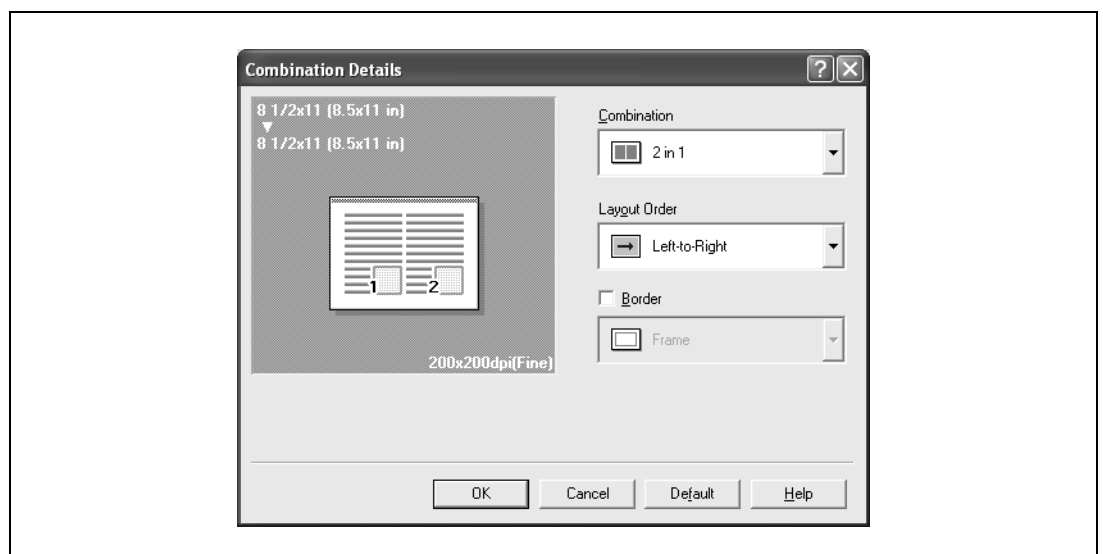 Combination Details
8 1/2x11 (8.5x11 in)
8 1/2x11 (8.5x11 in)
1 2
200x200dpi(Fine)
Combination
2 in 1
Layout Order
Left-to-Right
Border
Frame
OK Cancel Default Help